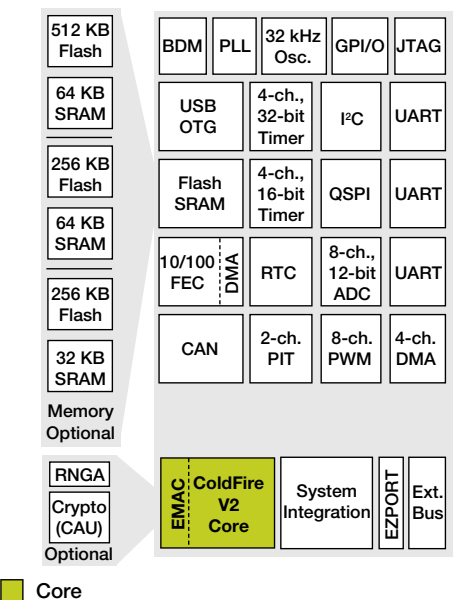 512 KB
Flash
64 KB
SRAM
256 KB
Flash
64 KB
SRAM
256 KB
Flash
32 KB
SRAM
Memory
Optional
BDM
PLL
32 kHz
Osc.
GPI/O
JTAG
USB
OTG
4-ch.,
32-bit
Timer
I²C
UART
Flash
SRAM
4-ch.,
16-bit
Timer
QSPI
UART
10/100
FEC
DMA
RTC
8-ch.,
12-bit
ADC
UART
CAN
2-ch.
PIT
8-ch.
PWM
4-ch.
DMA
RNGA
Crypto
(CAU)
Optional
EMAC
ColdFire
V2
Core
System
Integration
EZPORT
Ext.
Bus
Core